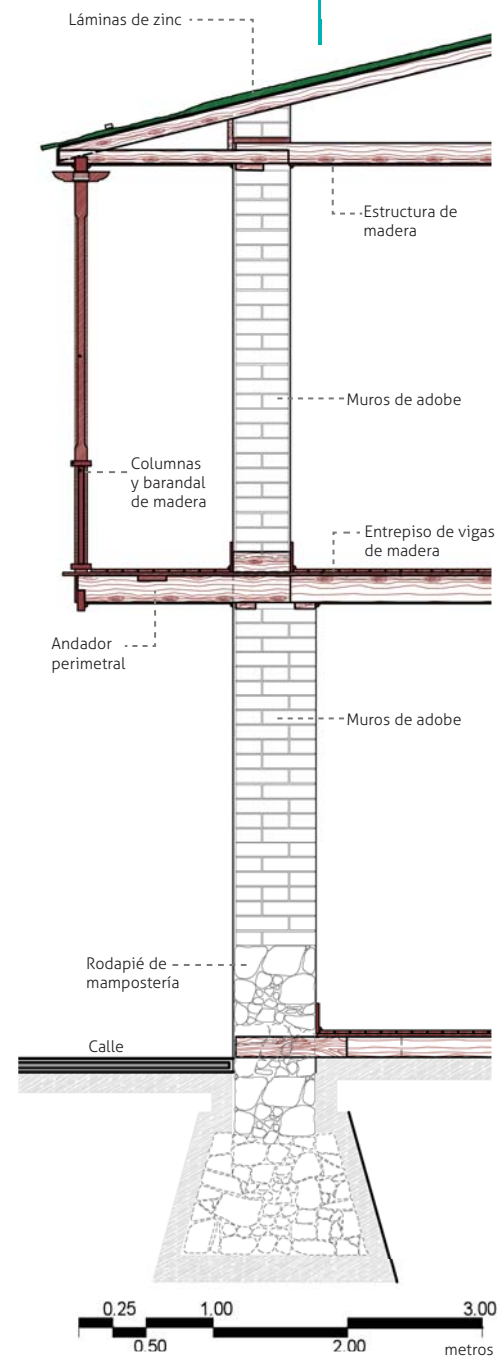 Láminas de zinc
Estructura de
madera
Muros de adobe
Columnas
y barandal
de madera
Entrepiso de vigas
de madera
Andador
perimetral
Muros de adobe
Rodapié de
mampostería
Calle
0.25
1.00
3.00
0.50
2.00
metros